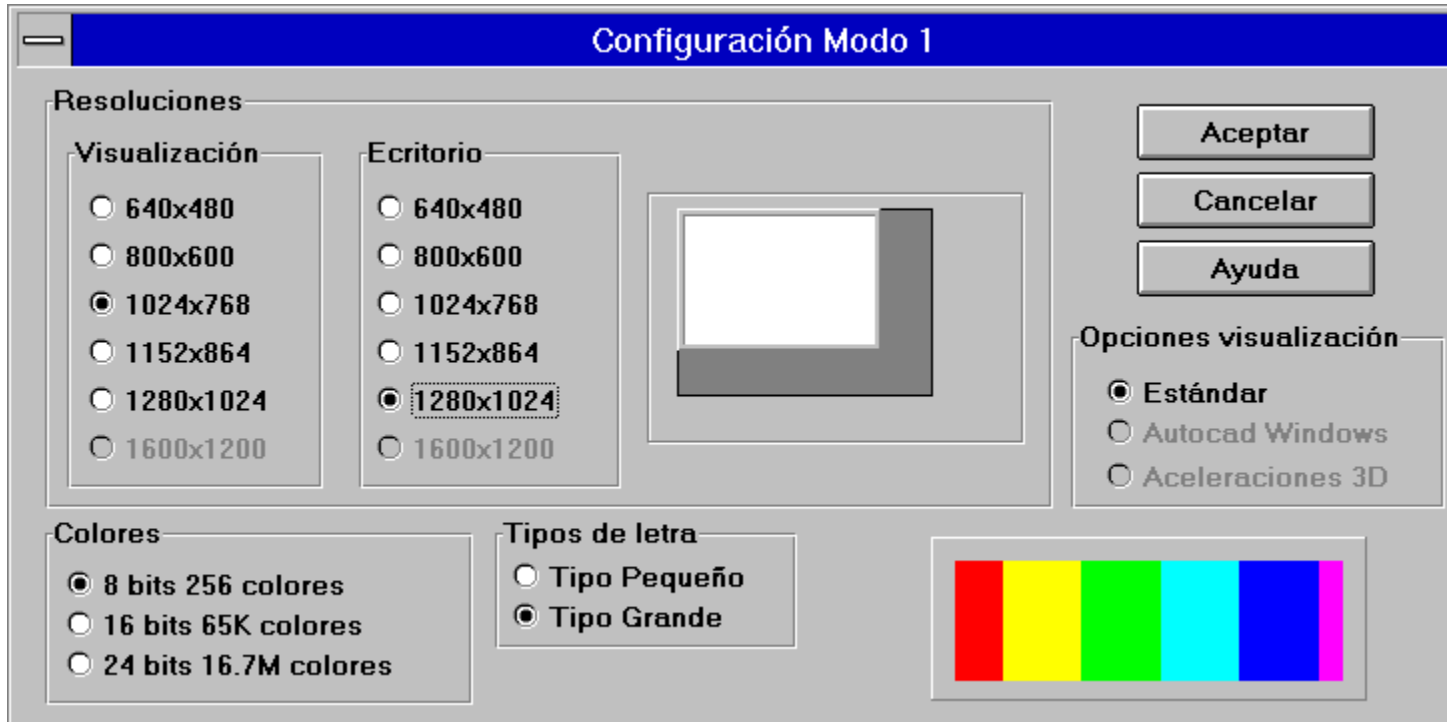 Configuración Modo 1
Resoluciones
Visualización
640x480
800x600
1024x768
1152x864
1280x1024
1600x1200
Ecritorio
640x480
800x600
1024x768
1152x864
1280x1024
1600x1200
Aceptar
Cancelar
Ayuda
Opciones visualización
Estándar
Autocad Windows
Aceleraciones 3D
Colores
8 bits 256 colores
16 bits 65K colores
24 bits 16.7M colores
Tipos de letra
Tipo Pequeño
Tipo Grande